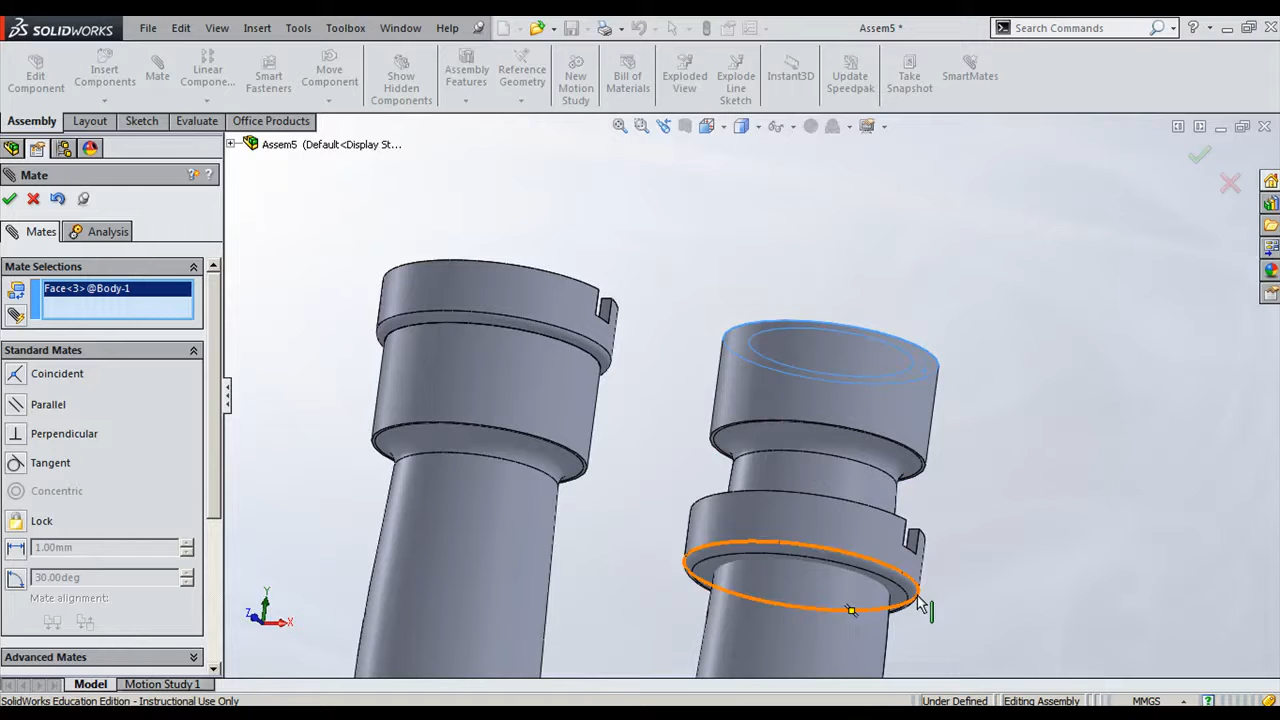 SOLIDWORKS File Edit View Insert Tools Toolbox Window Help Assem5 * Search Commands ?
Edit Component
Insert Components
Mate
Linear Compone...
Smart Fasteners
Move Component
Show Hidden Components
Assembly Features
Reference Geometry
New Motion Study
Bill of Materials
Exploded View
Explode Line Sketch
Instant3D
Update Speedpak
Take Snapshot
SmartMates
Assembly Layout Sketch Evaluate Office Products
Assem5 (Default<Display St...
Mate ? ?
Mates Analysis
Mate Selections
Face<3>@Body-1
Standard Mates
Coincident
Parallel
Perpendicular
Tangent
Concentric
Lock
1.00mm
30.00deg
Mate alignment:
Advanced Mates
Y
Z X
Model Motion Study 1
SolidWorks Education Edition - Instructional Use Only Under Defined Editing Assembly MMGS ?